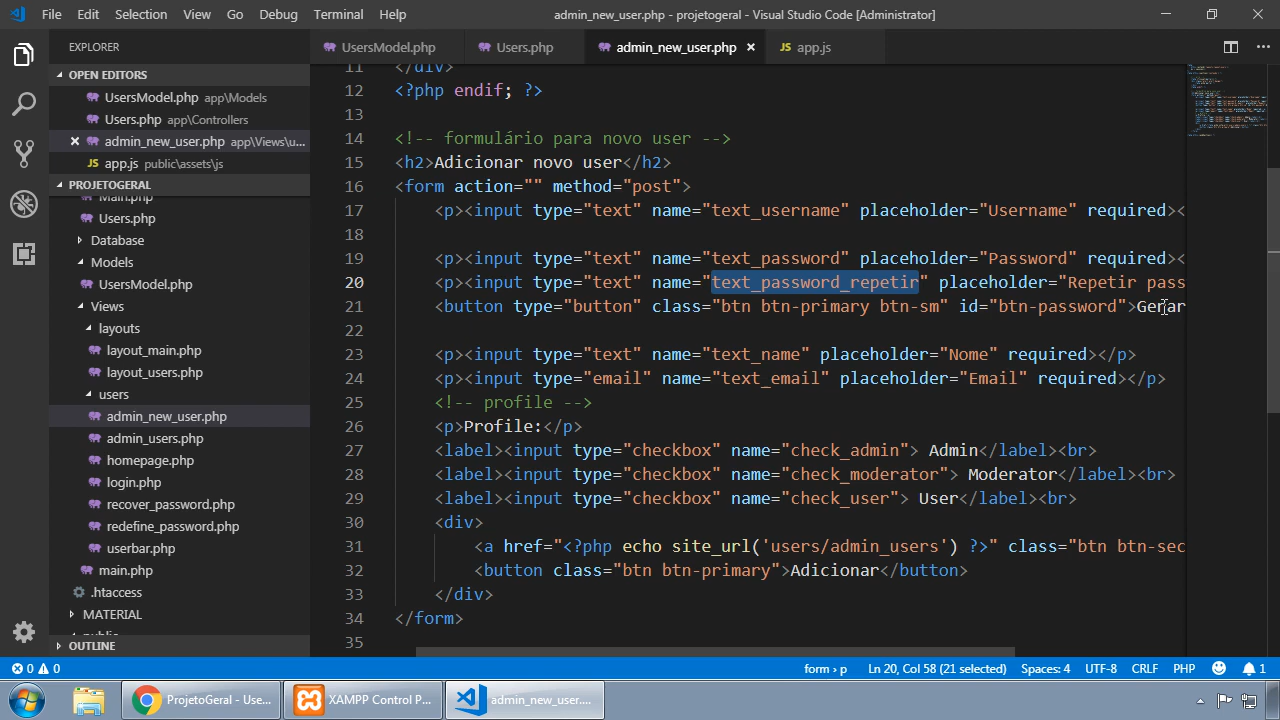 File Edit Selection View Go Debug Terminal Help
admin_new_user.php - projetogeral - Visual Studio Code [Administrator]
EXPLORER
OPEN EDITORS
UsersModel.php app\Models
Users.php app\Controllers
admin_new_user.php app\Views\u...
JS app.js public\assets\js
PROJETOGERAL
Main.php
Users.php
Database
Models
UsersModel.php
Views
layouts
layout_main.php
layout_users.php
users
admin_new_user.php
admin_users.php
homepage.php
login.php
recover_password.php
redefine_password.php
userbar.php
main.php
.htaccess
MATERIAL
public
OUTLINE
UsersModel.php Users.php admin_new_user.php JS app.js
11 </div>
12 <?php endif; ?>
13
14 <!-- formulário para novo user -->
15 <h2>Adicionar novo user</h2>
16 <form action="" method="post">
17 <p><input type="text" name="text_username" placeholder="Username" required><
18
19 <p><input type="text" name="text_password" placeholder="Password" required><
20 <p><input type="text" name="text_password_repetir" placeholder="Repetir pass
21 <button type="button" class="btn btn-primary btn-sm" id="btn-password">Gerar
22
23 <p><input type="text" name="text_name" placeholder="Nome" required></p>
24 <p><input type="email" name="text_email" placeholder="Email" required></p>
25 <!-- profile -->
26 <p>Profile:</p>
27 <label><input type="checkbox" name="check_admin"> Admin</label><br>
28 <label><input type="checkbox" name="check_moderator"> Moderator</label><br>
29 <label><input type="checkbox" name="check_user"> User</label><br>
30 <div>
31 <a href="<?php echo site_url('users/admin_users') ?>" class="btn btn-sec
32 <button class="btn btn-primary">Adicionar</button>
33 </div>
34 </form>
35
0 0 form › p Ln 20, Col 58 (21 selected) Spaces: 4 UTF-8 CRLF PHP 1
ProjetoGeral - Use... XAMPP Control P... admin_new_user....